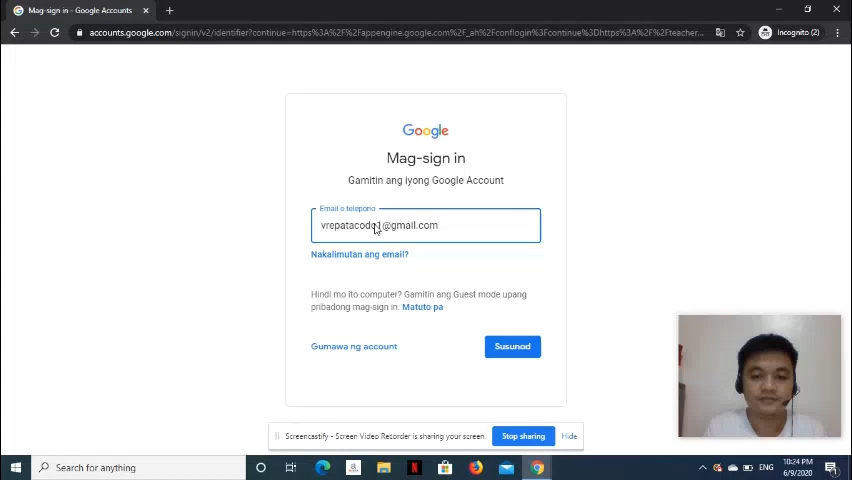 Mag-sign in - Google Accounts
accounts.google.com/signin/v2/identifier?continue=https%3A%2F%2Fappengine.google.com%2F_ah%2Fconflogin%3Fcontinue%3Dhttps%3A%2F%2Fteacher...
Incognito (2)
Google
Mag-sign in
Gamitin ang iyong Google Account
Email o telepono
@gmail.com
Nakalimutan ang email?
Hindi mo ito computer? Gamitin ang Guest mode upang
pribadong mag-sign in. Matuto pa
Gumawa ng account
Susunod
Screencastify - Screen Video Recorder is sharing your screen.
Stop sharing
Hide
Search for anything
ENG
10:24 PM
6/9/2020